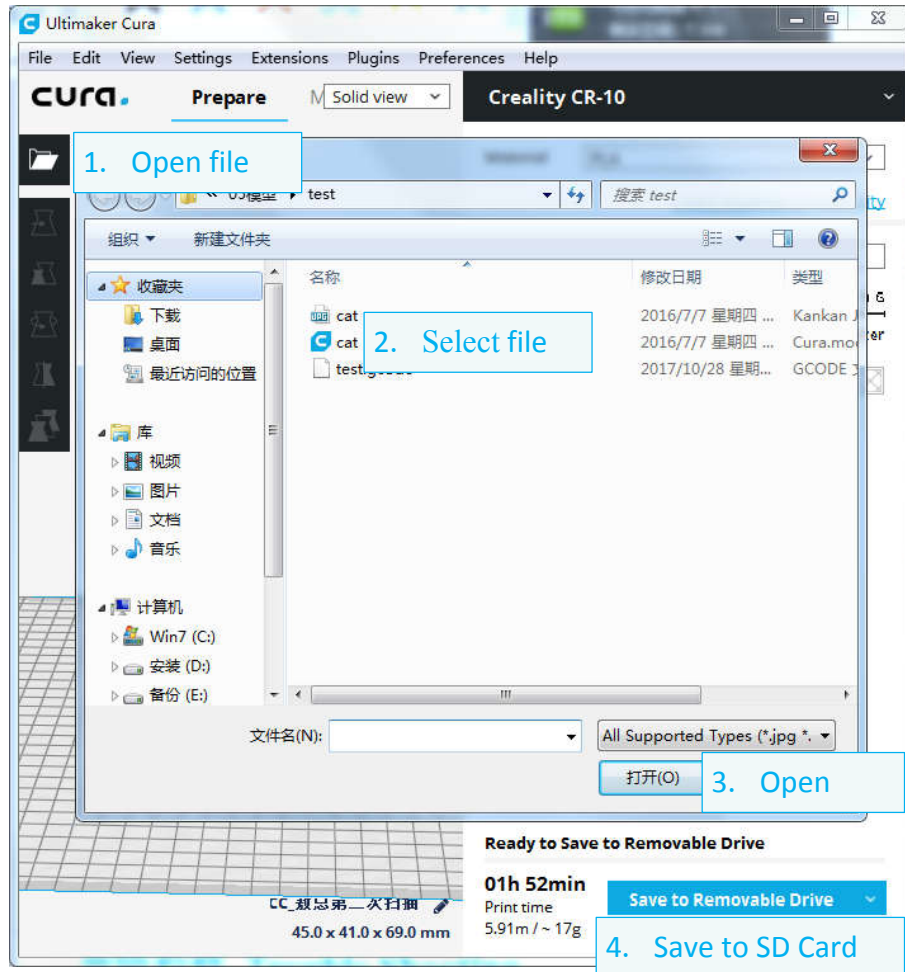 Ultimaker Cura
File Edit View Settings Extensions Plugins Preferences Help
cura. Prepare M Solid view Creality CR-10
1. Open file
test
搜索 test
组织 新建文件夹
收藏夹
下载
桌面
最近访问的位置
库
视频
图片
文档
音乐
计算机
Win7 (C:)
安装 (D:)
备份 (E:)
名称 修改日期 类型
cat 2016/7/7 星期四 ... Kankan J
cat 2016/7/7 星期四 ... Cura.mo
2017/10/28 星期... GCODE
2. Select file
文件名(N): All Supported Types (*.jpg *.
打开(O)
3. Open
Ready to Save to Removable Drive
01h 52min
Print time
5.91m / ~ 17g
Save to Removable Drive
45.0 x 41.0 x 69.0 mm
4. Save to SD Card